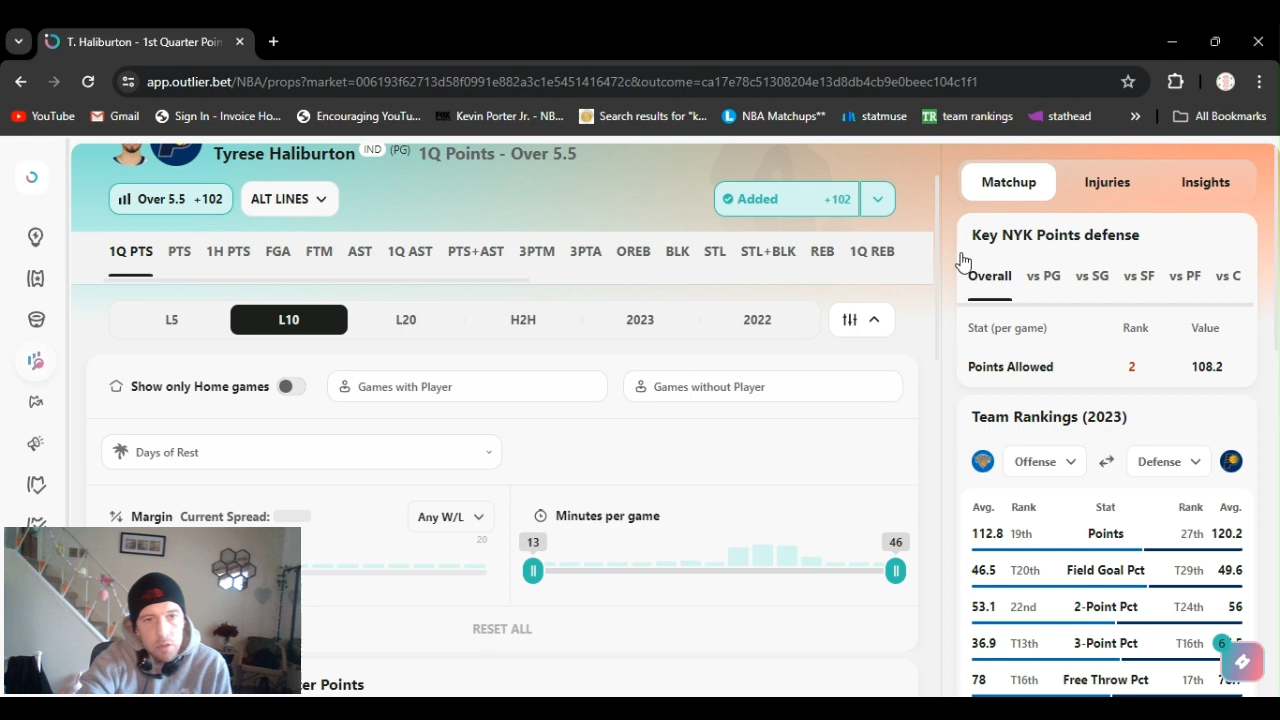 T. Haliburton - 1st Quarter Poin
app.outlier.bet/NBA/props?market=006193f62713d58f0991e882a3c1e5451416472c&outcome=ca17e78c51308204e13d8db4cb9e0beec104c1f1
YouTube Gmail Sign In - Invoice Ho... Encouraging YouTu... FOX Kevin Porter Jr. - NB... Search results for "k... NBA Matchups** statmuse TR team rankings stathead » All Bookmarks
Tyrese Haliburton IND (PG) 1Q Points - Over 5.5
Over 5.5 +102 ALT LINES Added +102
1Q PTS PTS 1H PTS FGA FTM AST 1Q AST PTS+AST 3PTM 3PTA OREB BLK STL STL+BLK REB 1Q REB
L5 L10 L20 H2H 2023 2022
Show only Home games Games with Player Games without Player
Days of Rest
Margin Current Spread: Any W/L
20
Minutes per game
13 46
RESET ALL
er Points
Matchup Injuries Insights
Key NYK Points defense
Overall vs PG vs SG vs SF vs PF vs C
Stat (per game) Rank Value
Points Allowed 2 108.2
Team Rankings (2023)
Offense Defense
Avg. Rank Stat Rank Avg.
112.8 19th Points 27th 120.2
46.5 T20th Field Goal Pct T29th 49.6
53.1 22nd 2-Point Pct T24th 56
36.9 T13th 3-Point Pct T16th
6
78 T16th Free Throw Pct 17th